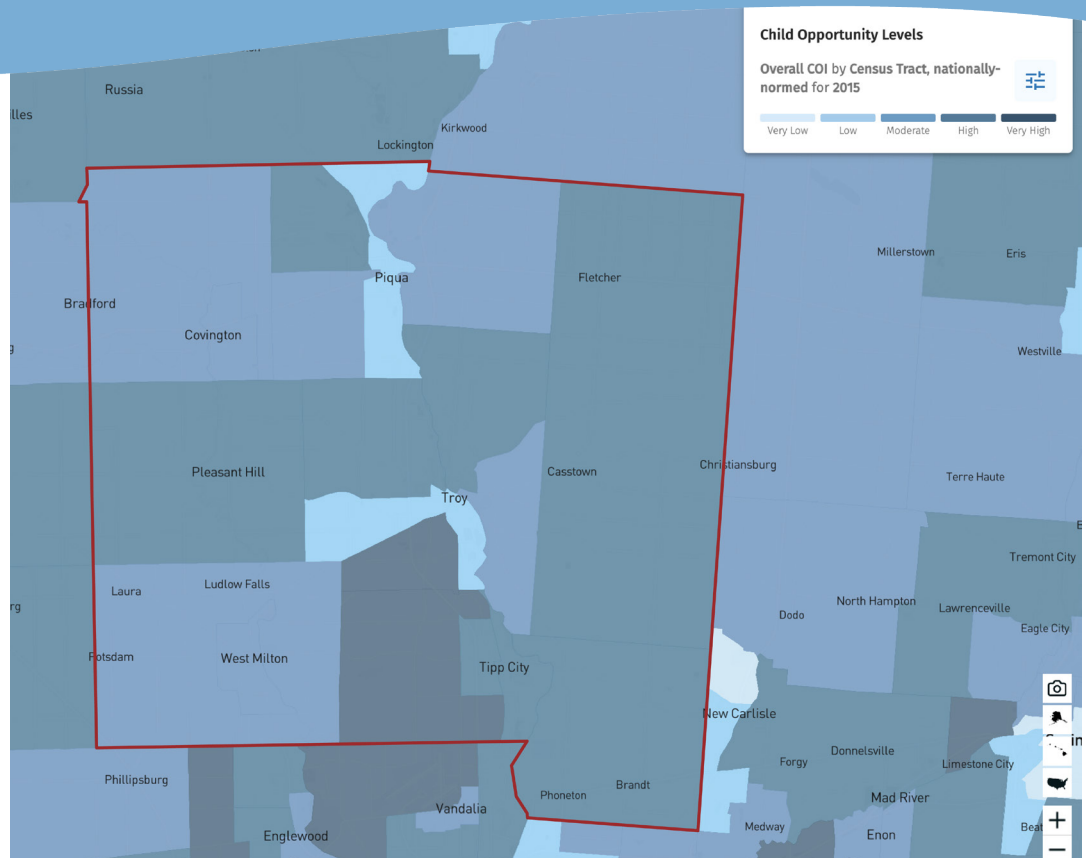 Child Opportunity Levels
Overall COI by Census Tract, nationally-
normed for 2015
Very Low Low Moderate High Very High
Russia
Kirkwood
Lockington
Millerstown
Eris
Piqua
Fletcher
Bradford
Covington
Westville
Pleasant Hill
Casstown
Christiansburg
Terre Haute
Troy
Tremont City
Laura
Ludlow Falls
North Hampton
Lawrenceville
Dodo
Eagle City
Potsdam
West Milton
Tipp City
New Carlisle
Donnelsville
Forgy
Limestone City
Phillipsburg
Brandt
Phoneton
Mad River
Vandalia
Medway
Enon
Englewood